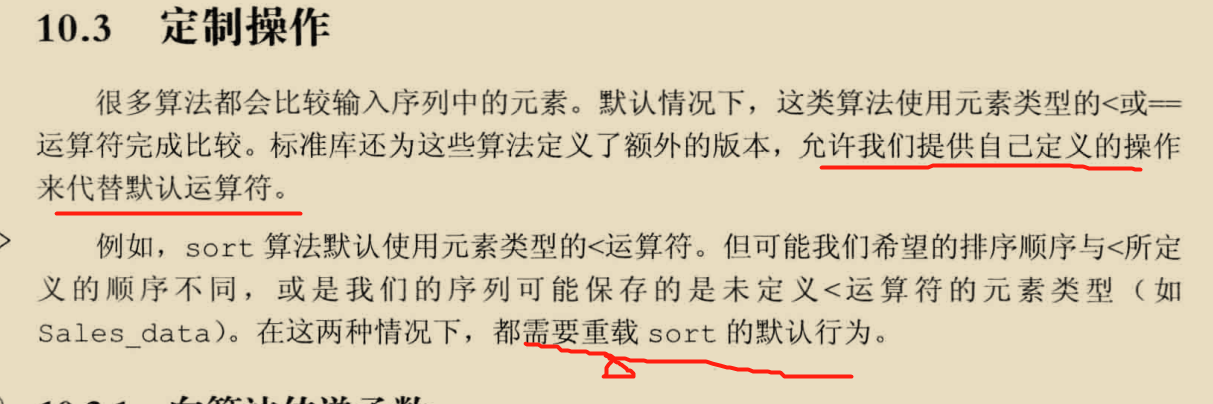 10.3 定制操作
很多算法都会比较输入序列中的元素。默认情况下，这类算法使用元素类型的<或==
运算符完成比较。标准库还为这些算法定义了额外的版本，允许我们提供自己定义的操作
来代替默认运算符。
例如，sort 算法默认使用元素类型的<运算符。但可能我们希望的排序顺序与<所定
义的顺序不同，或是我们的序列可能保存的是未定义<运算符的元素类型（如
Sales_data）。在这两种情况下，都需要重载 sort 的默认行为。